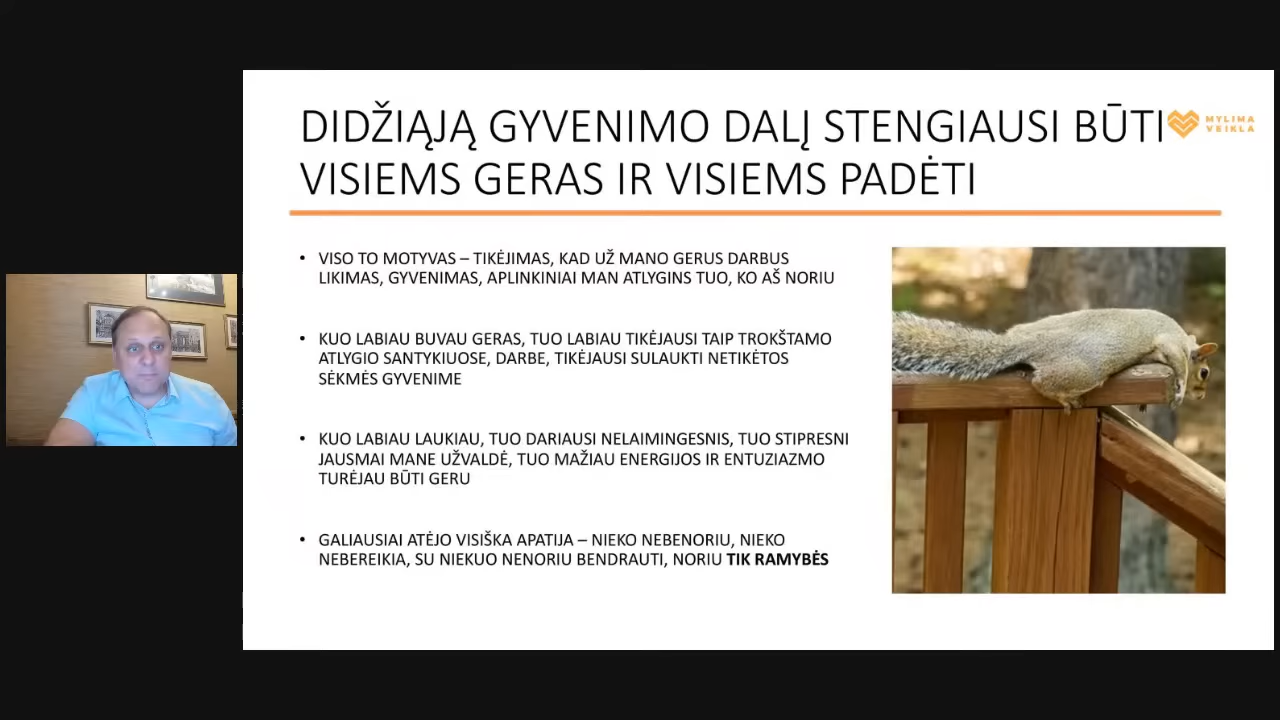 DIDŽIĄJĄ GYVENIMO DALĮ STENGIAUSI BŪTI
VISIEMS GERAS IR VISIEMS PADĖTI
MYLIMA
VEIKLA
• VISO TO MOTYVAS – TIKĖJIMAS, KAD UŽ MANO GERUS DARBUS
LIKIMAS, GYVENIMAS, APLINKINIAI MAN ATLYGINS TUO, KO AŠ NORIU
• KUO LABIAU BUVAU GERAS, TUO LABIAU TIKĖJAUSI TAIP TROKŠTAMO
ATLYGIO SANTYKIUOSE, DARBE, TIKĖJAUSI SULAUKTI NETIKĖTOS
SĖKMĖS GYVENIME
• KUO LABIAU LAUKIAU, TUO DARIAUSI NELAIMINGESNIS, TUO STIPRESNI
JAUSMAI MANE UŽVALDĖ, TUO MAŽIAU ENERGIJOS IR ENTUZIAZMO
TURĖJAU BŪTI GERU
• GALIAUSIAI ATĖJO VISIŠKA APATIJA – NIEKO NEBENORIU, NIEKO
NEBEREIKIA, SU NIEKUO NENORIU BENDRAUTI, NORIU TIK RAMYBĖS